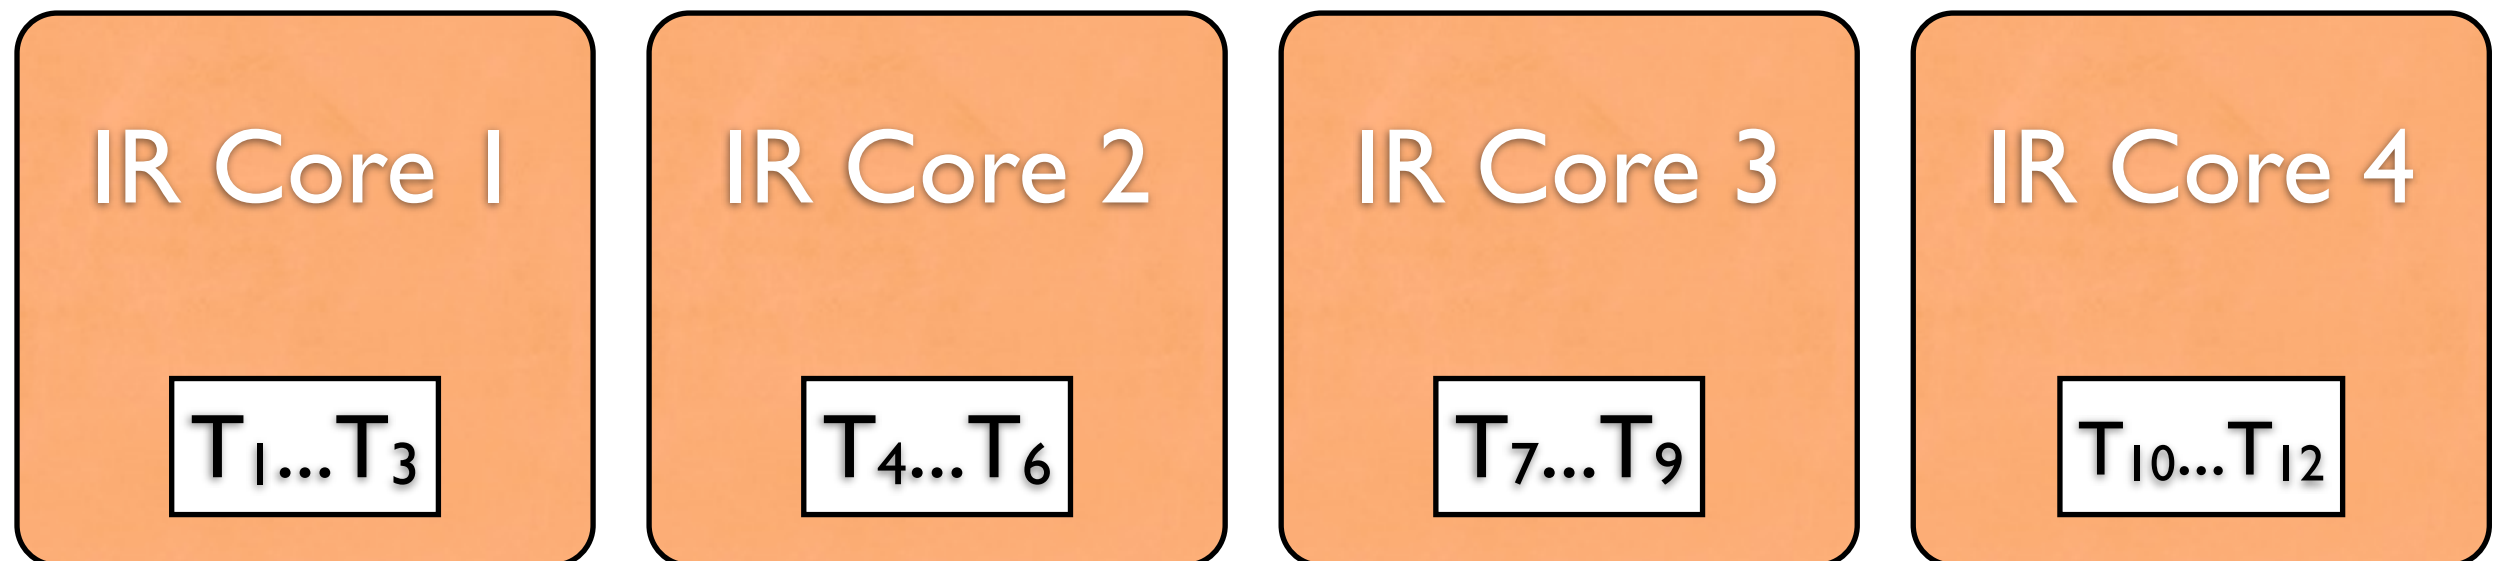 IR Core 1
T1...T3
IR Core 2
T4...T6
IR Core 3
T7...T9
IR Core 4
T10...T12